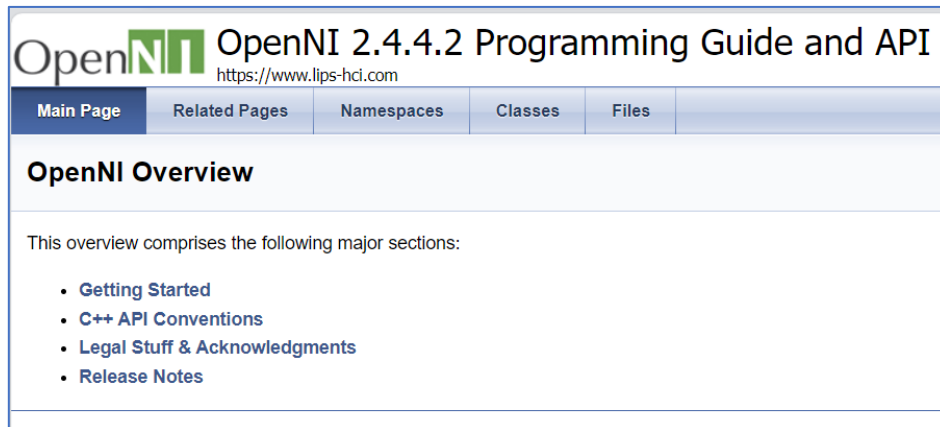 OpenNI
OpenNI 2.4.4.2 Programming Guide and API
https://www.lips-hci.com
Main Page Related Pages Namespaces Classes Files
OpenNI Overview
This overview comprises the following major sections:
Getting Started
C++ API Conventions
Legal Stuff & Acknowledgments
Release Notes